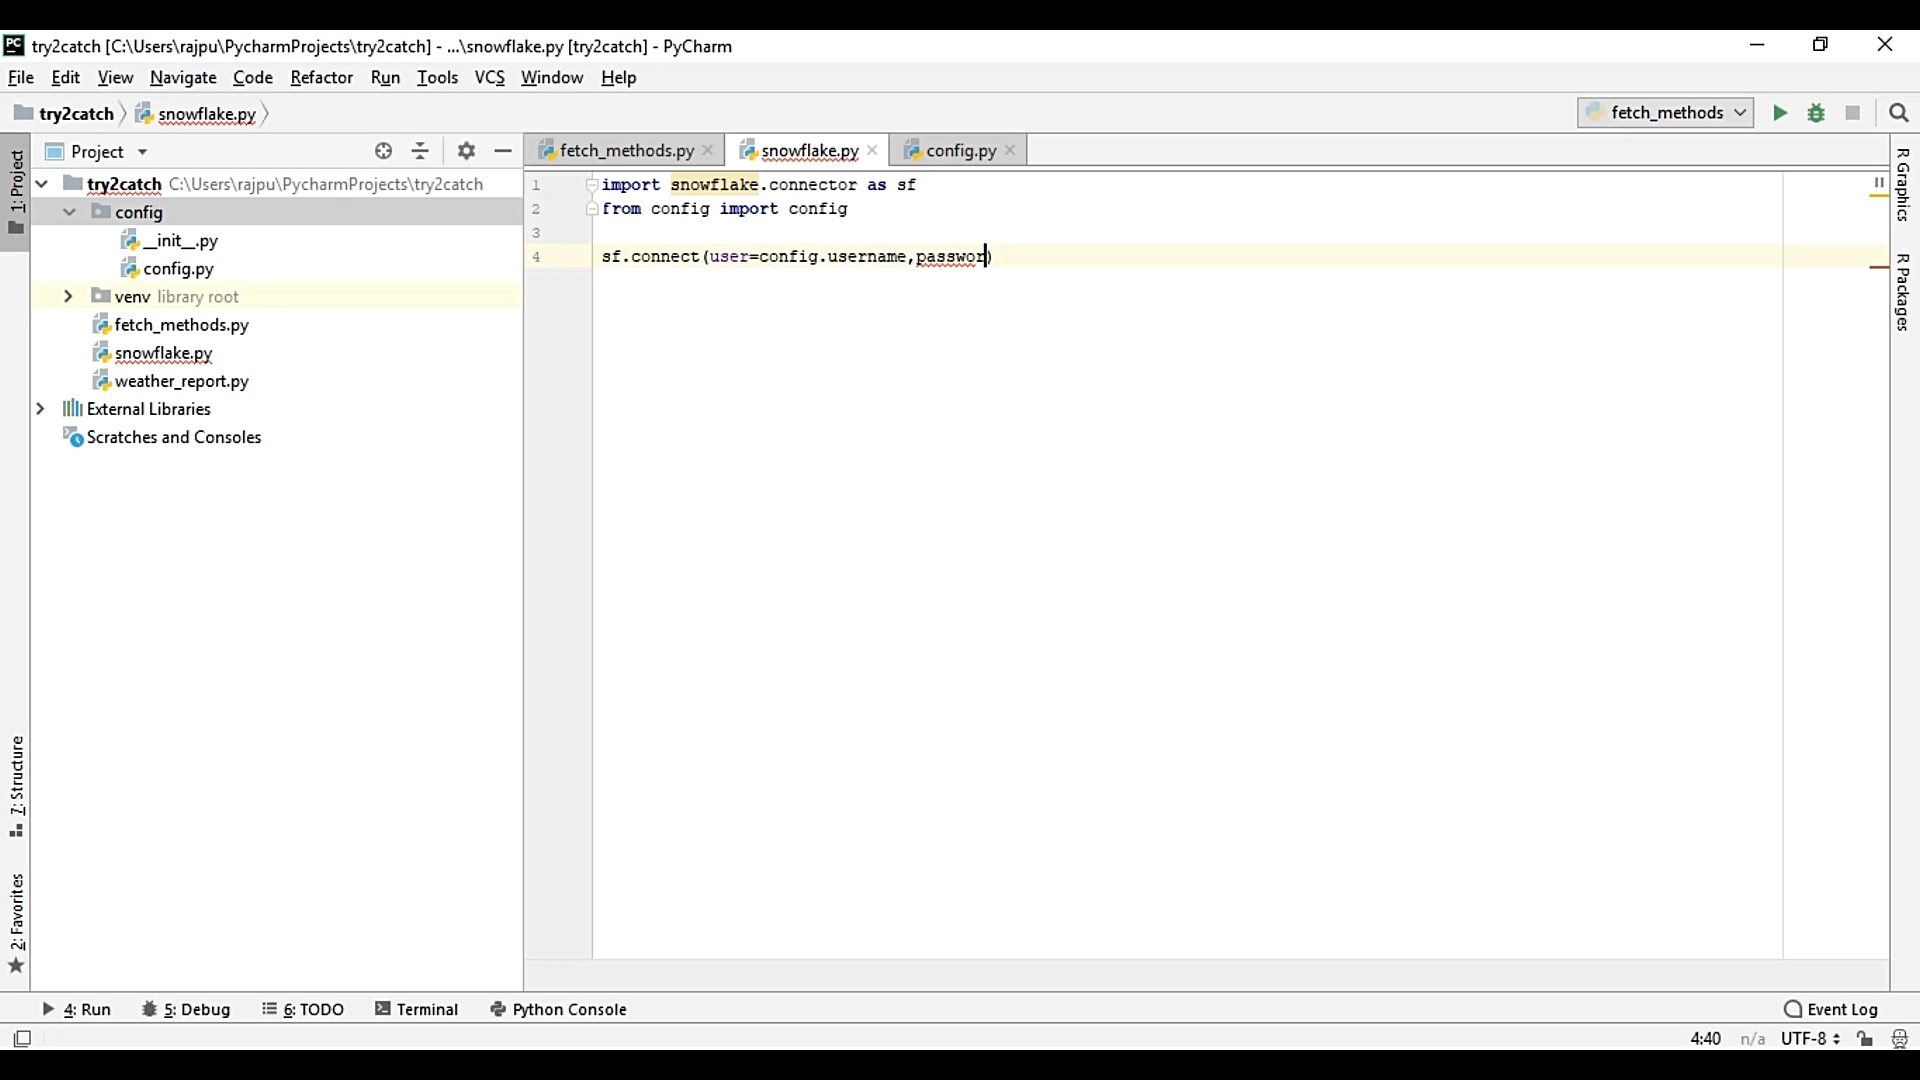 PC try2catch [C:\Users\rajpu\PycharmProjects\try2catch] - ...\snowflake.py [try2catch] - PyCharm
File Edit View Navigate Code Refactor Run Tools VCS Window Help
try2catch snowflake.py fetch_methods
1: Project
Project
fetch_methods.py snowflake.py config.py
try2catch C:\Users\rajpu\PycharmProjects\try2catch
config
__init__.py
config.py
venv library root
fetch_methods.py
snowflake.py
weather_report.py
External Libraries
Scratches and Consoles
1 import snowflake.connector as sf
2 from config import config
3
4 sf.connect(user=config.username,passwor)
R Graphics
R Packages
7: Structure
2: Favorites
4: Run 5: Debug 6: TODO Terminal Python Console Event Log
4:40 n/a UTF-8